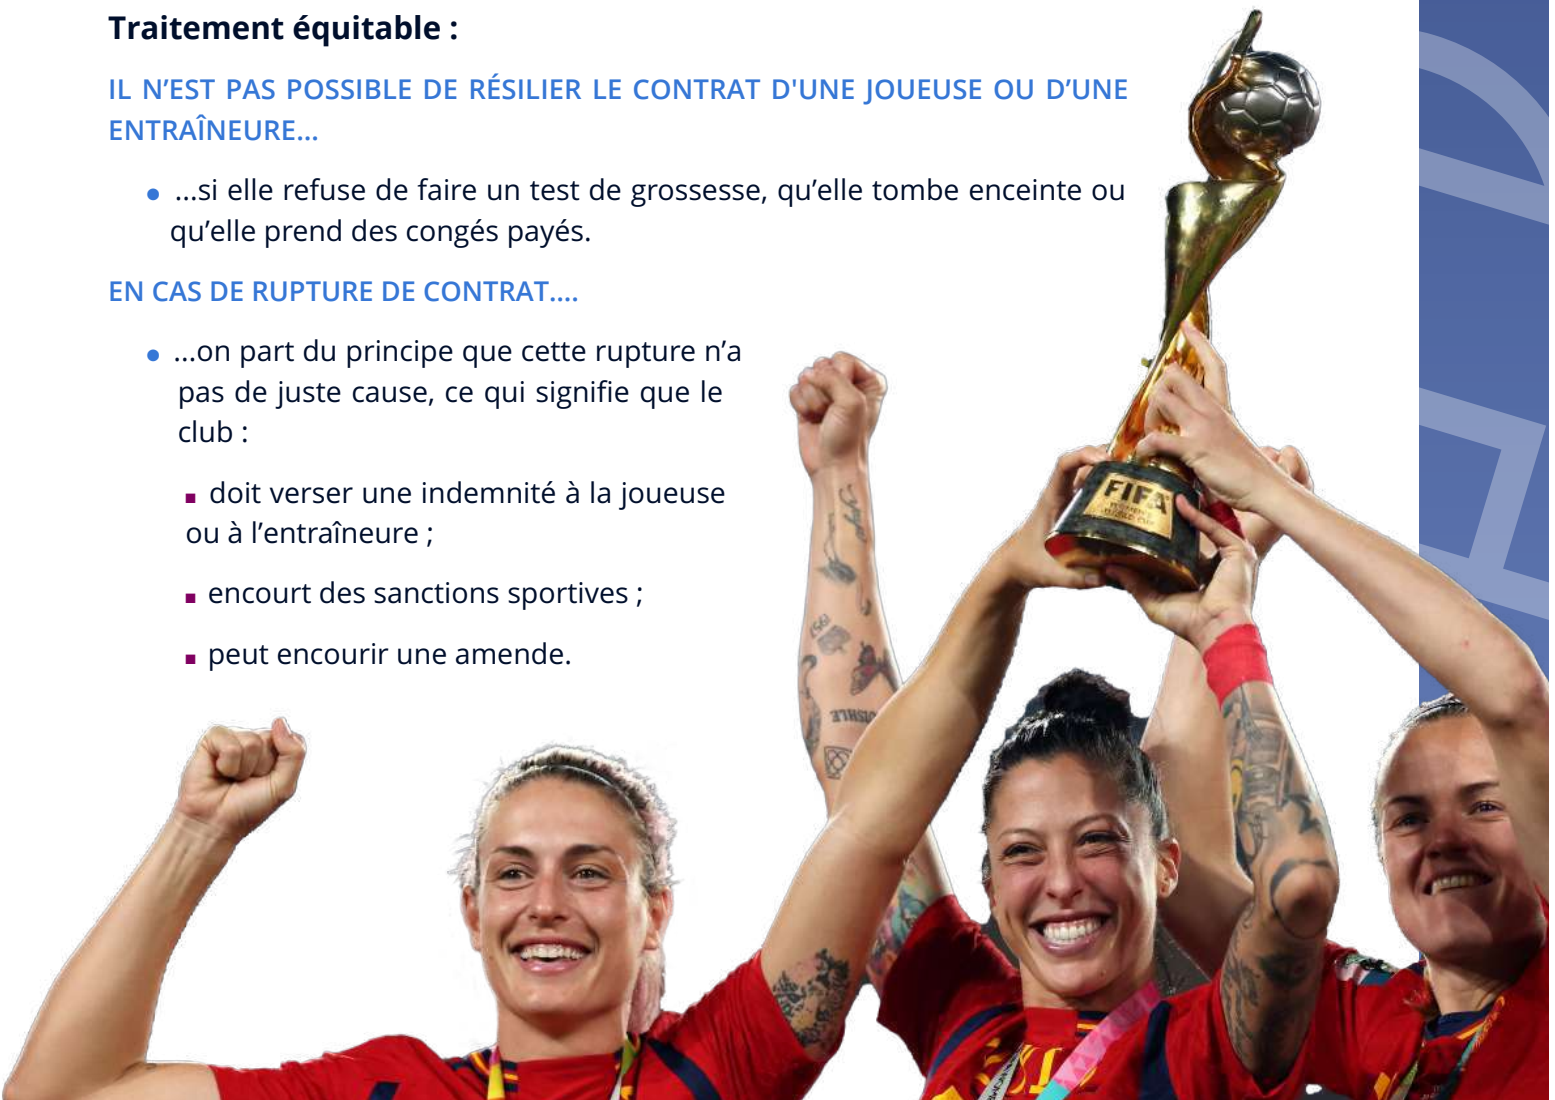 Traitement équitable :
IL N’EST PAS POSSIBLE DE RÉSILIER LE CONTRAT D'UNE JOUEUSE OU D’UNE
ENTRAÎNEURE...
● ...si elle refuse de faire un test de grossesse, qu’elle tombe enceinte ou
qu’elle prend des congés payés.
EN CAS DE RUPTURE DE CONTRAT....
● ...on part du principe que cette rupture n’a
pas de juste cause, ce qui signifie que le
club :
■ doit verser une indemnité à la joueuse
ou à l’entraîneure ;
■ encourt des sanctions sportives ;
■ peut encourir une amende.
FIFA